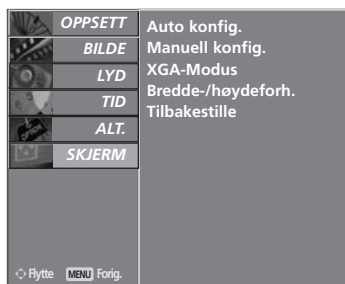 OPPSETT
BILDE
LYD
TID
ALT.
SKJERM
Auto konfig.
Manuell konfig.
XGA-Modus
Bredde-/høydeforh.
Tilbakestille
Flytte MENU Forig.